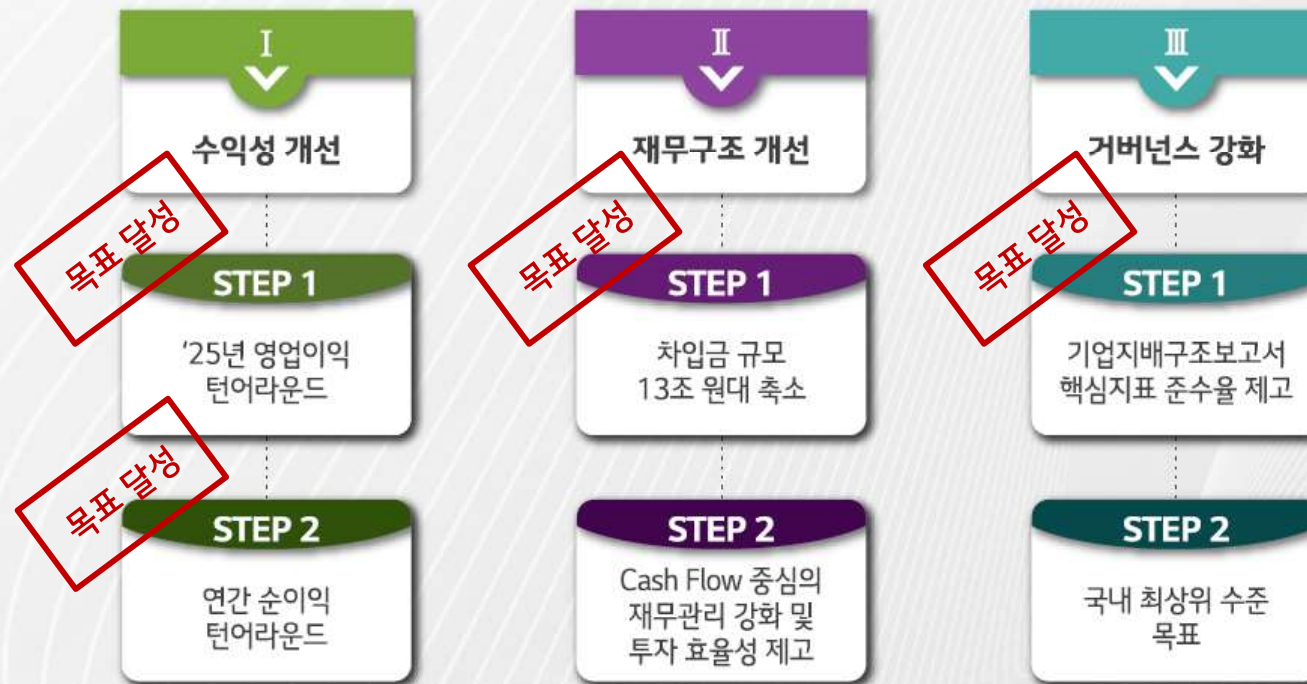 Ⅰ
수익성 개선
목표 달성
STEP 1
'25년 영업이익
턴어라운드
목표 달성
STEP 2
연간 순이익
턴어라운드
Ⅱ
재무구조 개선
목표 달성
STEP 1
차입금 규모
13조 원대 축소
STEP 2
Cash Flow 중심의
재무관리 강화 및
투자 효율성 제고
Ⅲ
거버넌스 강화
목표 달성
STEP 1
기업지배구조보고서
핵심지표 준수율 제고
STEP 2
국내 최상위 수준
목표